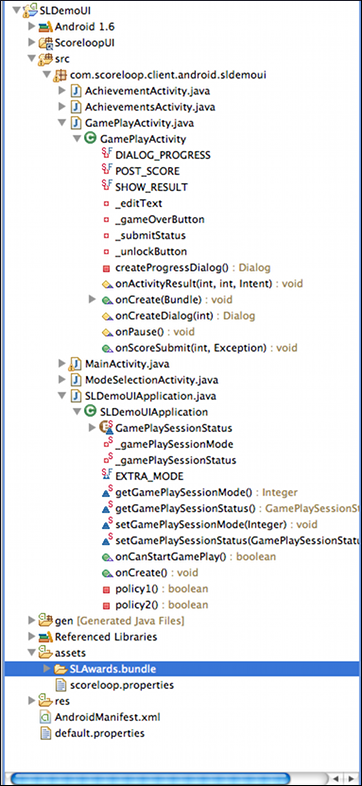 SLDemoUI
Android 1.6
ScoreloopUI
src
com.scoreloop.client.android.sldemoui
AchievementActivity.java
AchievementsActivity.java
GamePlayActivity.java
GamePlayActivity
DIALOG_PROGRESS
POST_SCORE
SHOW_RESULT
_editText
_gameOverButton
_submitStatus
_unlockButton
createProgressDialog() : Dialog
onActivityResult(int, int, Intent) : void
onCreate(Bundle) : void
onCreateDialog(int) : Dialog
onPause() : void
onScoreSubmit(int, Exception) : void
MainActivity.java
ModeSelectionActivity.java
SLDemoUIApplication.java
SLDemoUIApplication
GamePlaySessionStatus
_gamePlaySessionMode
_gamePlaySessionStatus
EXTRA_MODE
getGamePlaySessionMode() : Integer
getGamePlaySessionStatus() : GamePlaySessionSt
setGamePlaySessionMode(Integer) : void
setGamePlaySessionStatus(GamePlaySessionStatus
onCanStartGamePlay() : boolean
onCreate() : void
policy1() : boolean
policy2() : boolean
gen [Generated Java Files]
Referenced Libraries
assets
SLAwards.bundle
scoreloop.properties
res
AndroidManifest.xml
default.properties